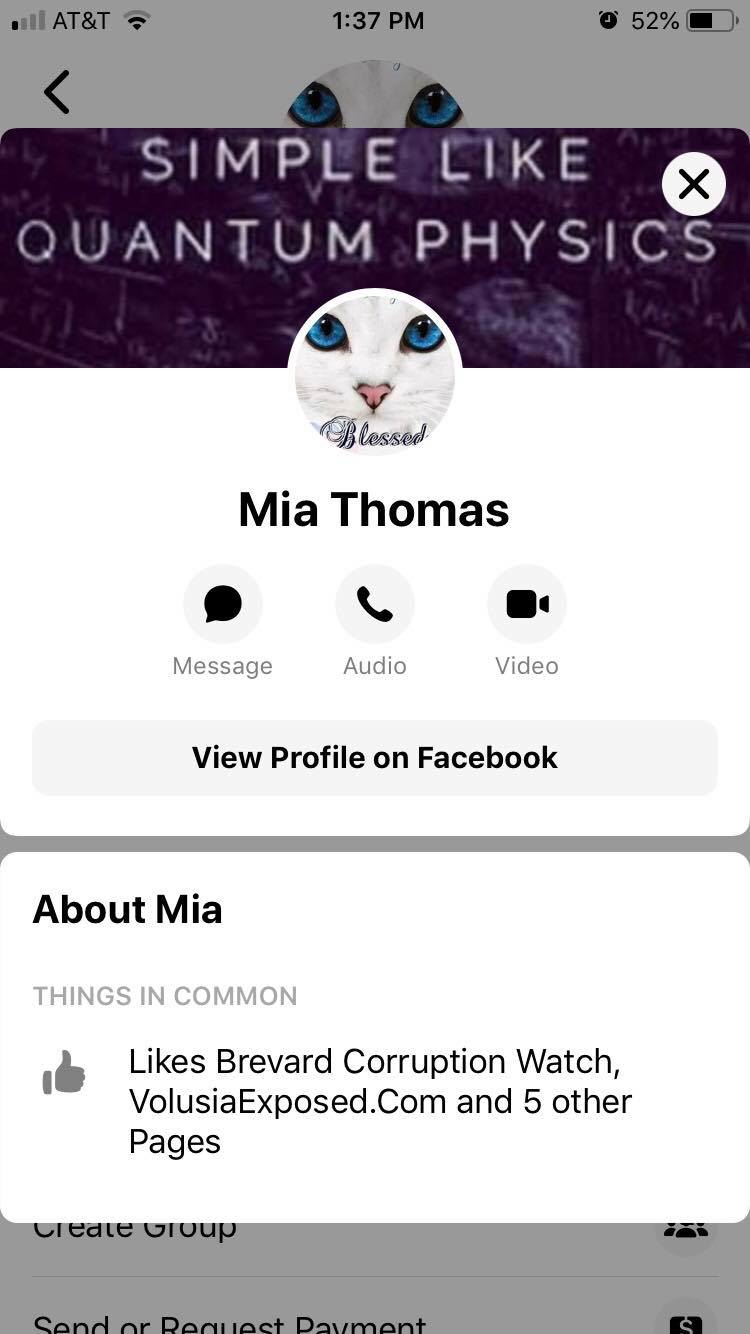 AT&T
1:37 PM
52%
SIMPLE LIKE
QUANTUM PHYSICS
Blessed
Mia Thomas
Message
Audio
Video
View Profile on Facebook
About Mia
THINGS IN COMMON
Likes Brevard Corruption Watch,
VolusiaExposed.Com and 5 other
Pages
Create Group
Send or Request Payment
$